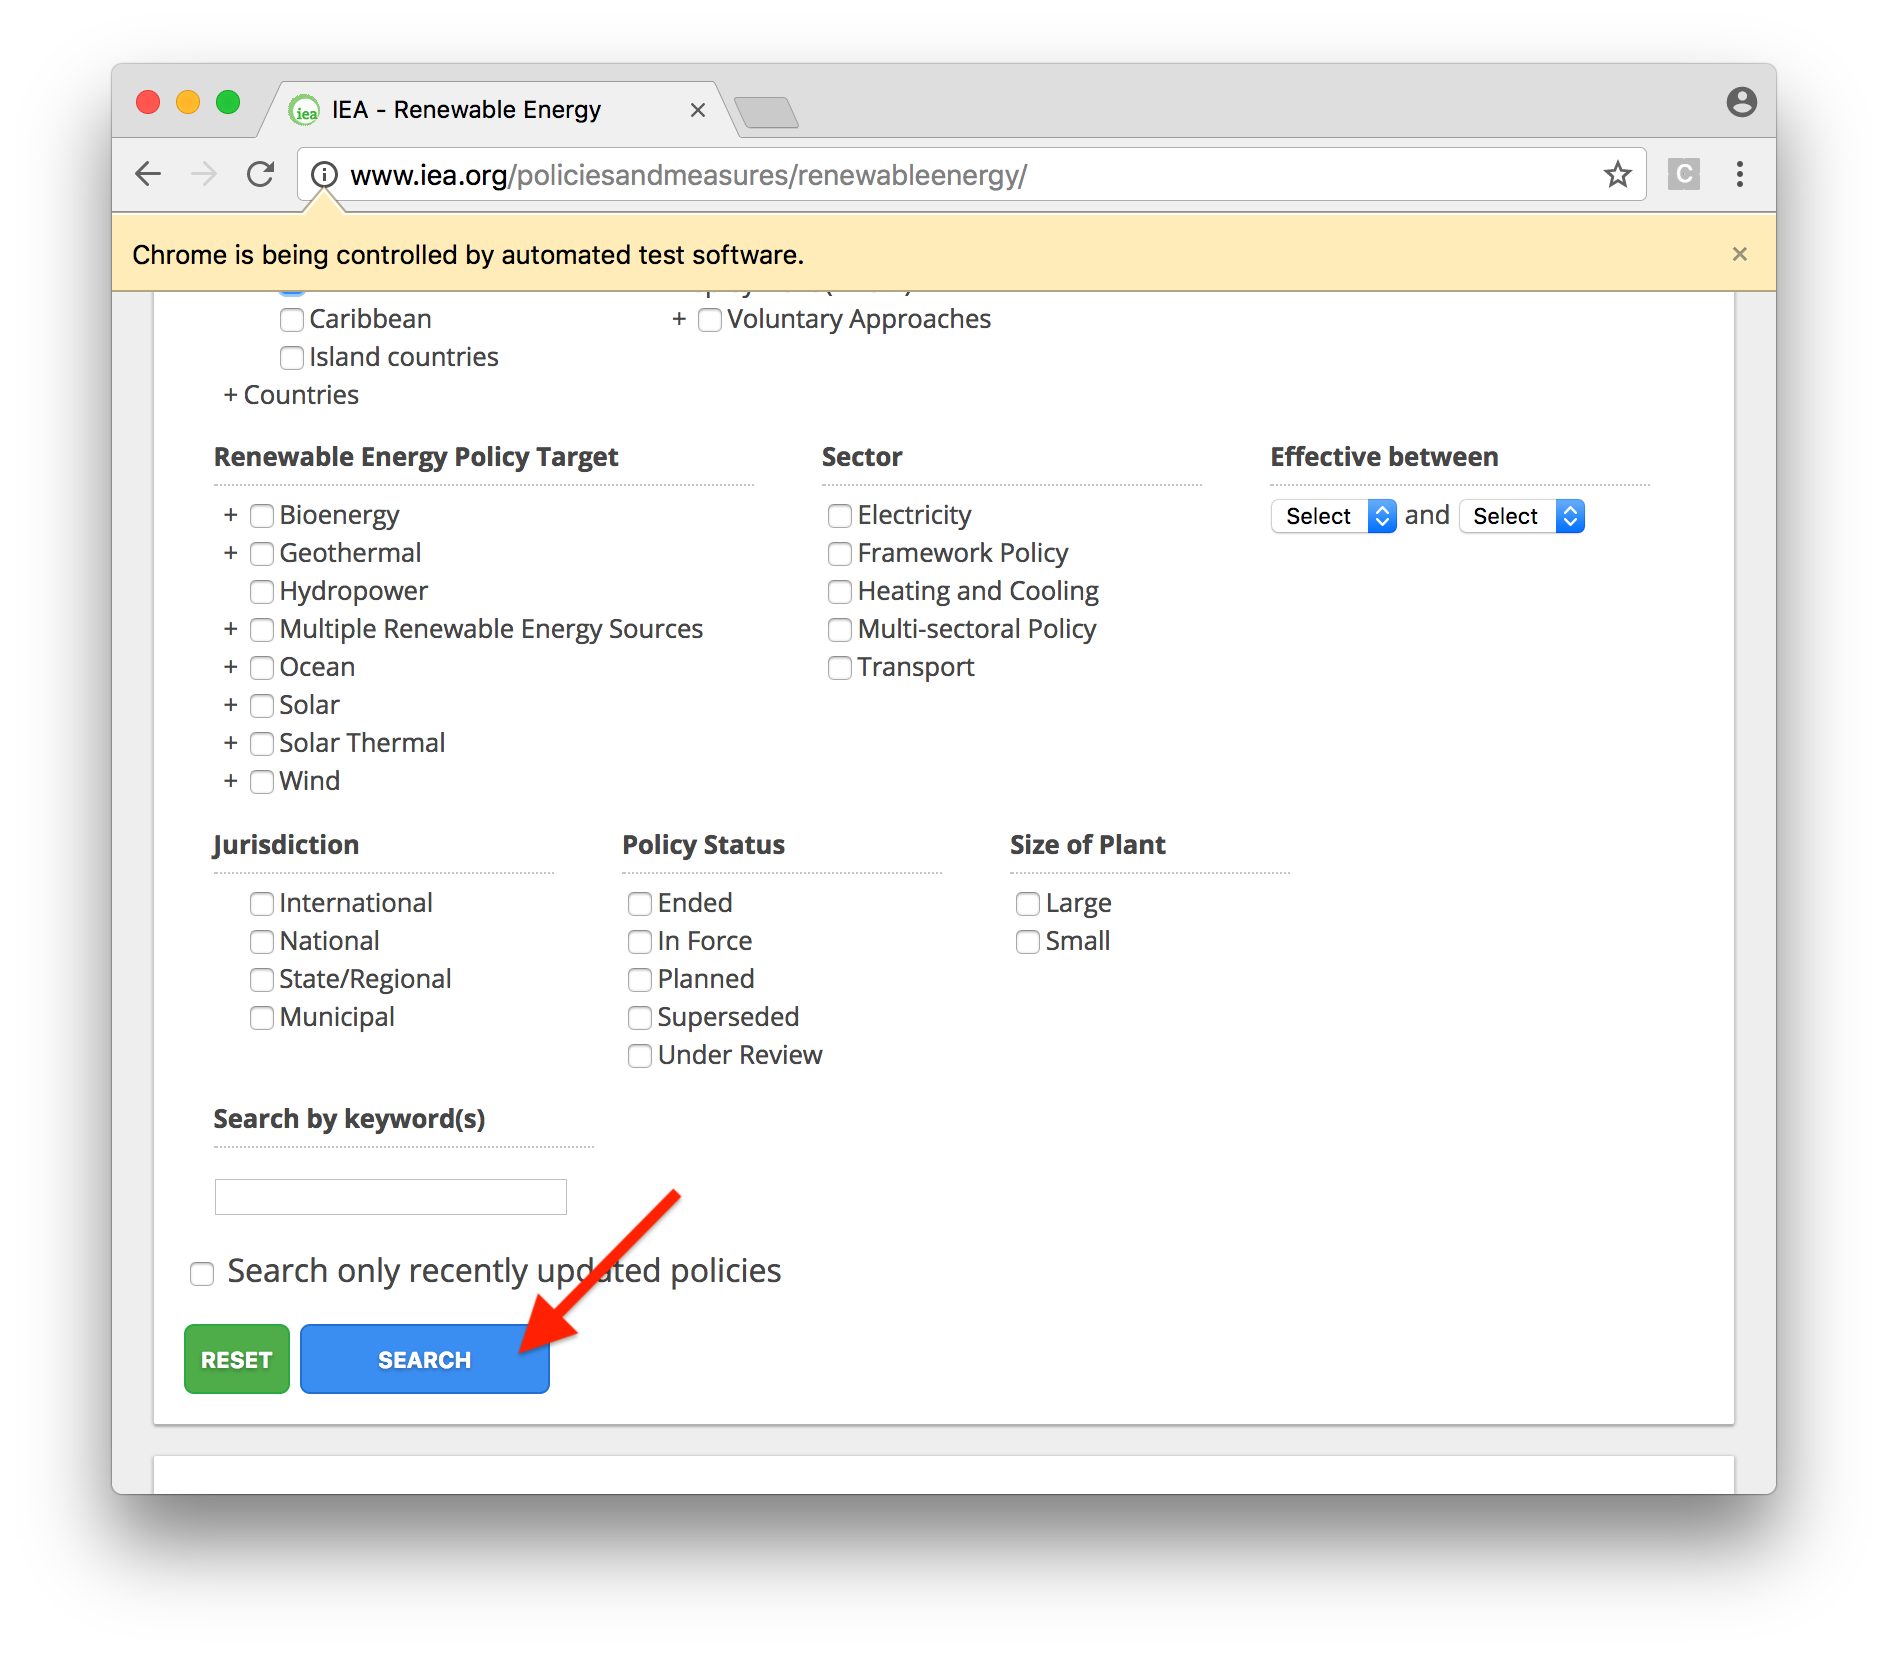 iea IEA - Renewable Energy
www.iea.org/policiesandmeasures/renewableenergy/
C
Chrome is being controlled by automated test software.
Caribbean
+ Voluntary Approaches
Island countries
+ Countries
Renewable Energy Policy Target
+ Bioenergy
+ Geothermal
Hydropower
+ Multiple Renewable Energy Sources
+ Ocean
+ Solar
+ Solar Thermal
+ Wind
Sector
Electricity
Framework Policy
Heating and Cooling
Multi-sectoral Policy
Transport
Effective between
Select and Select
Jurisdiction
International
National
State/Regional
Municipal
Policy Status
Ended
In Force
Planned
Superseded
Under Review
Size of Plant
Large
Small
Search by keyword(s)
Search only recently updated policies
RESET
SEARCH